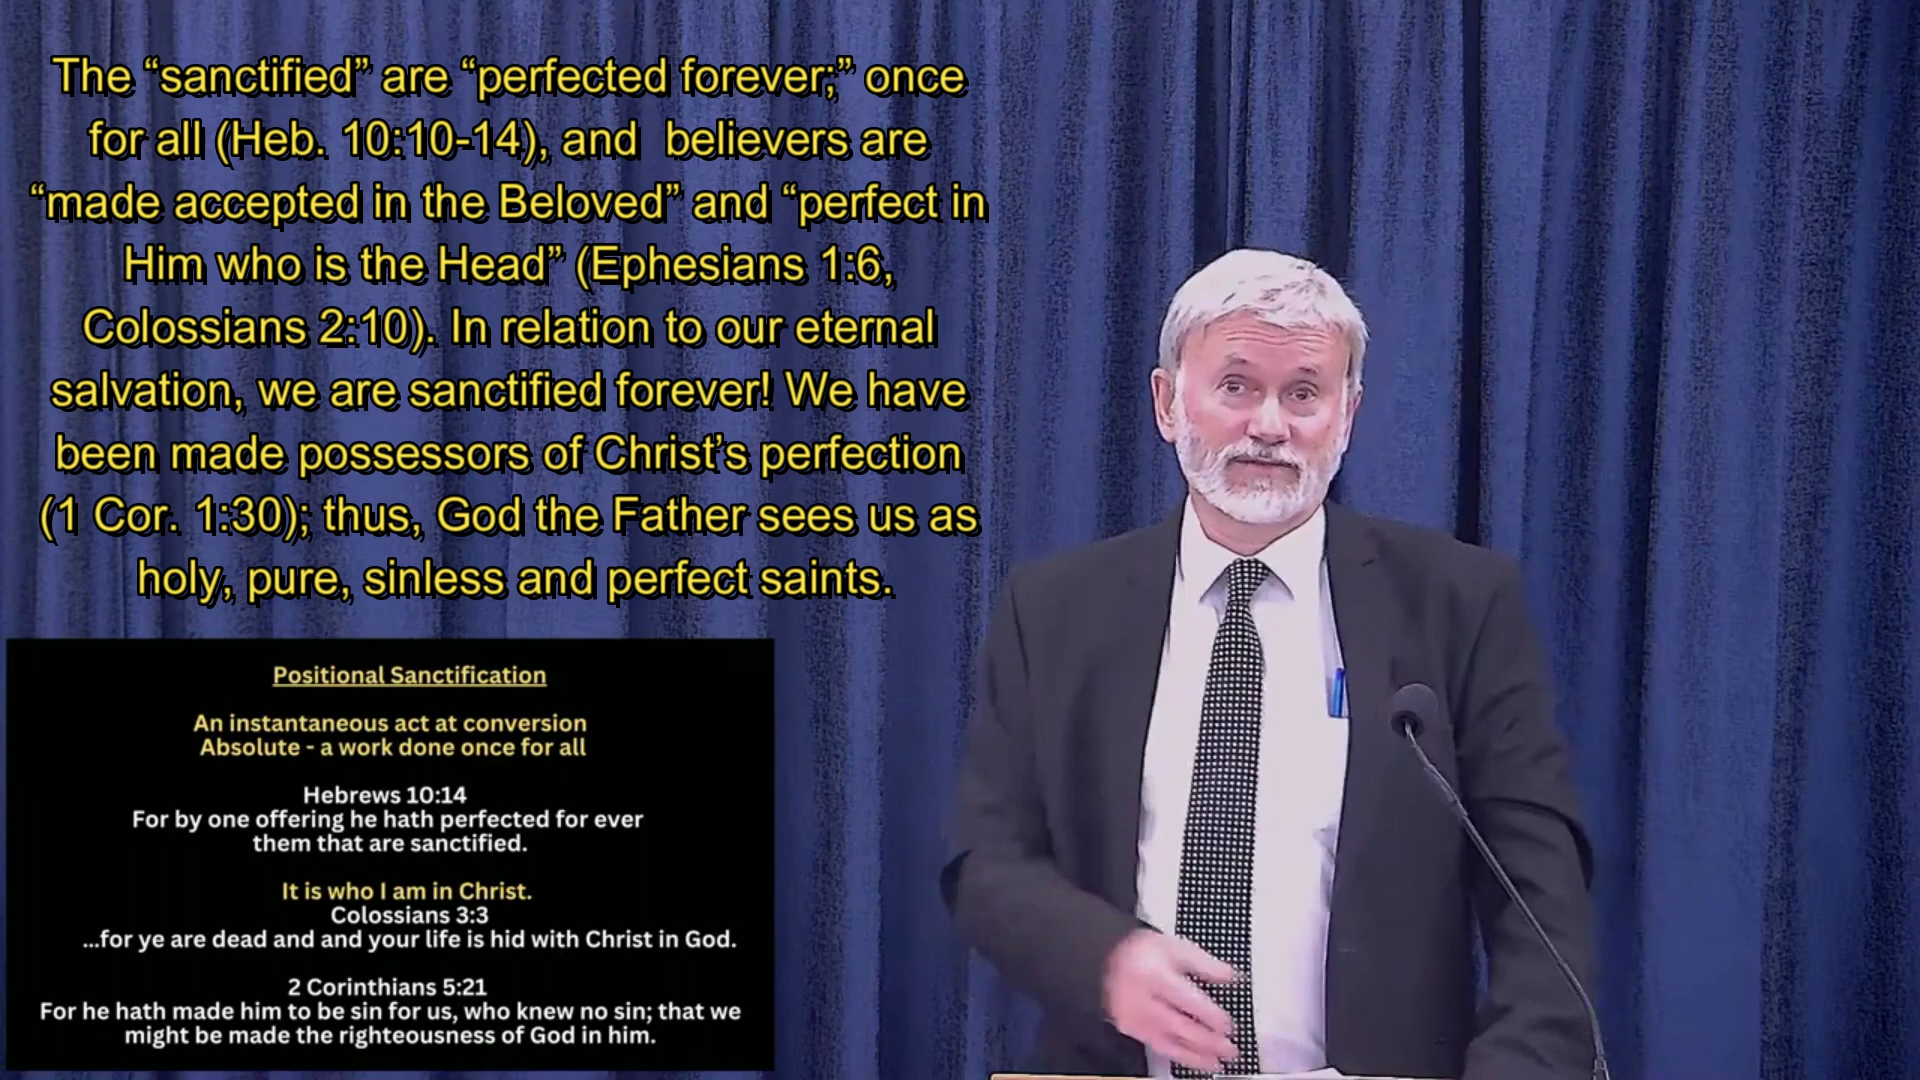 The “sanctified” are “perfected forever;” once
for all (Heb. 10:10-14), and  believers are
“made accepted in the Beloved” and “perfect in
Him who is the Head” (Ephesians 1:6,
Colossians 2:10). In relation to our eternal
salvation, we are sanctified forever! We have
been made possessors of Christ’s perfection
(1 Cor. 1:30); thus, God the Father sees us as
holy, pure, sinless and perfect saints.
Positional Sanctification
An instantaneous act at conversion
Absolute - a work done once for all
Hebrews 10:14
For by one offering he hath perfected for ever
them that are sanctified.
It is who I am in Christ.
Colossians 3:3
...for ye are dead and and your life is hid with Christ in God.
2 Corinthians 5:21
For he hath made him to be sin for us, who knew no sin; that we
might be made the righteousness of God in him.